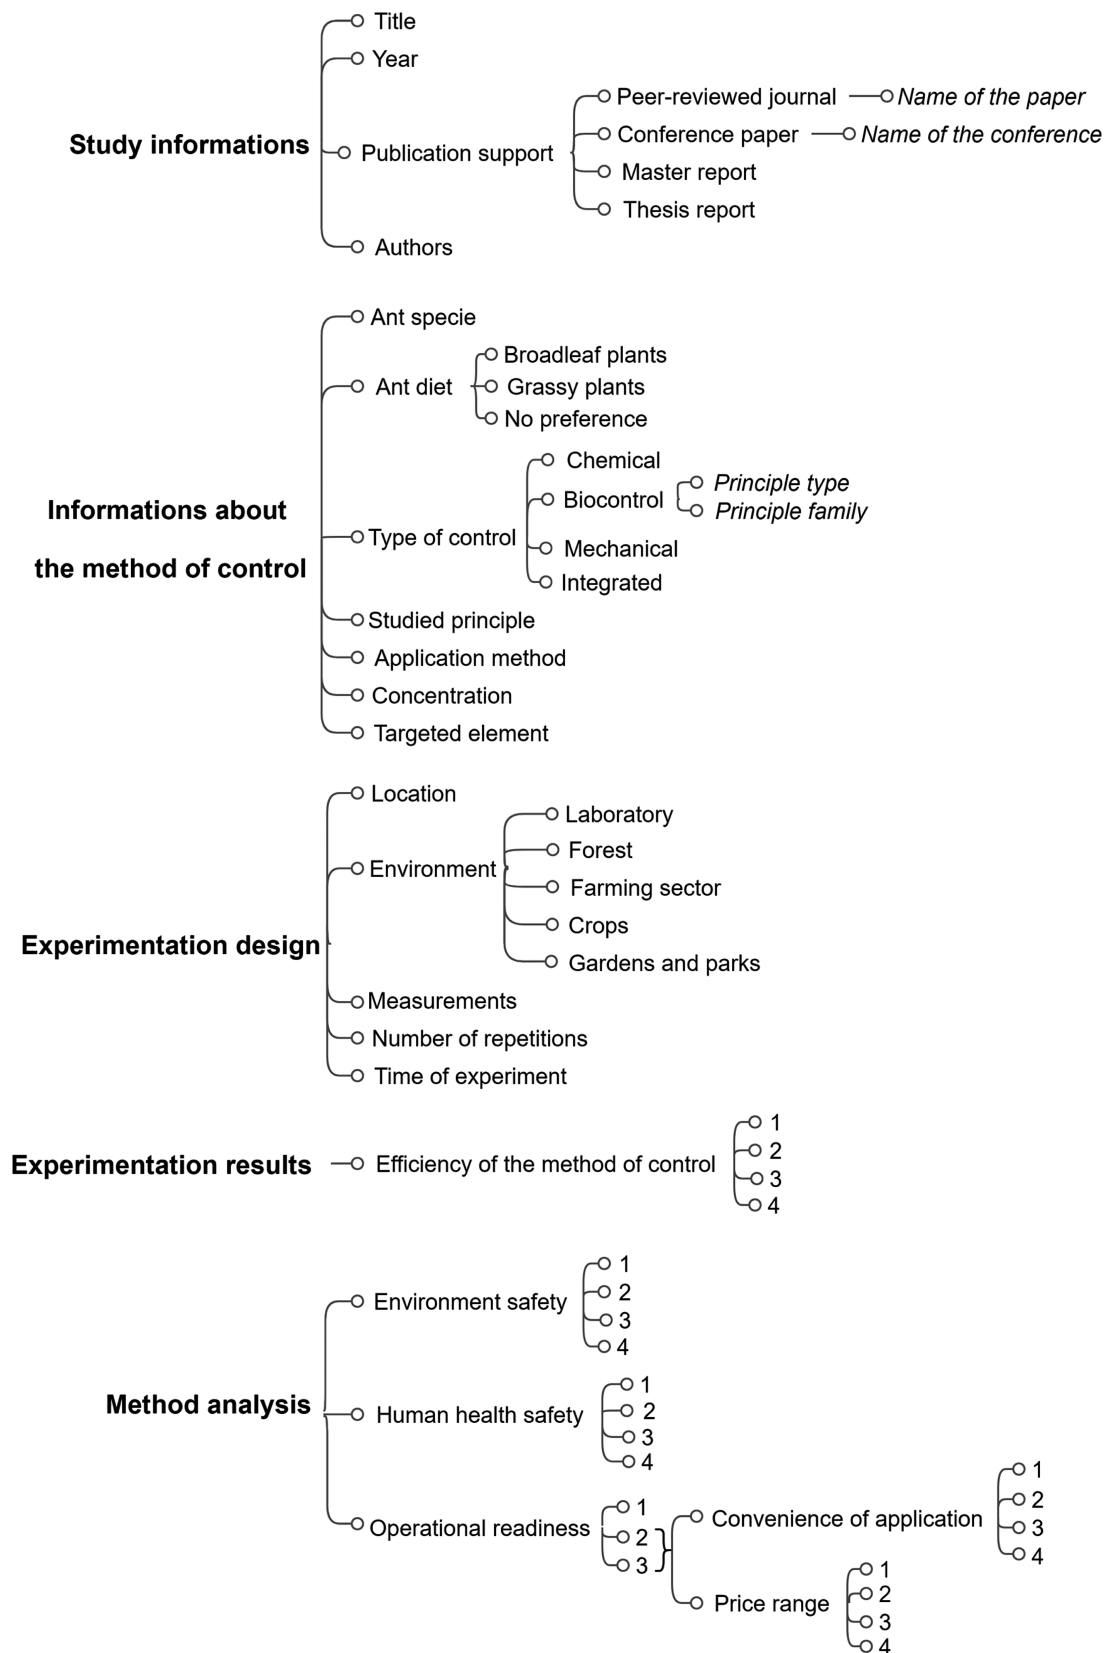 Study informations
Title
Year
Publication support
Peer-reviewed journal
Name of the paper
Conference paper
Name of the conference
Master report
Thesis report
Authors
Informations about
the method of control
Ant specie
Ant diet
Broadleaf plants
Grassy plants
No preference
Type of control
Chemical
Biocontrol
Principle type
Principle family
Mechanical
Integrated
Studied principle
Application method
Concentration
Targeted element
Experimentation design
Location
Environment
Laboratory
Forest
Farming sector
Crops
Gardens and parks
Measurements
Number of repetitions
Time of experiment
Experimentation results
Efficiency of the method of control
1
2
3
4
Method analysis
Environment safety
1
2
3
4
Human health safety
1
2
3
4
Operational readiness
1
2
3
Convenience of application
1
2
3
4
Price range
1
2
3
4